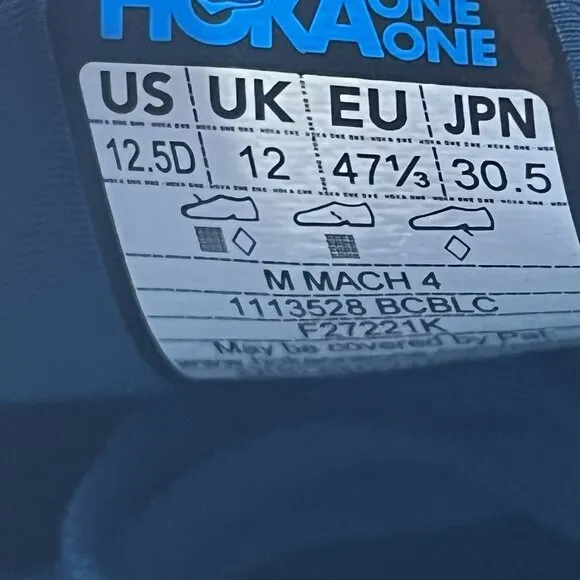 HOKA ONE ONE
US UK EU JPN
12.5D 12 47⅓ 30.5
M MACH 4
1113528 BCBLC
F27221K
May be covered by Pat.